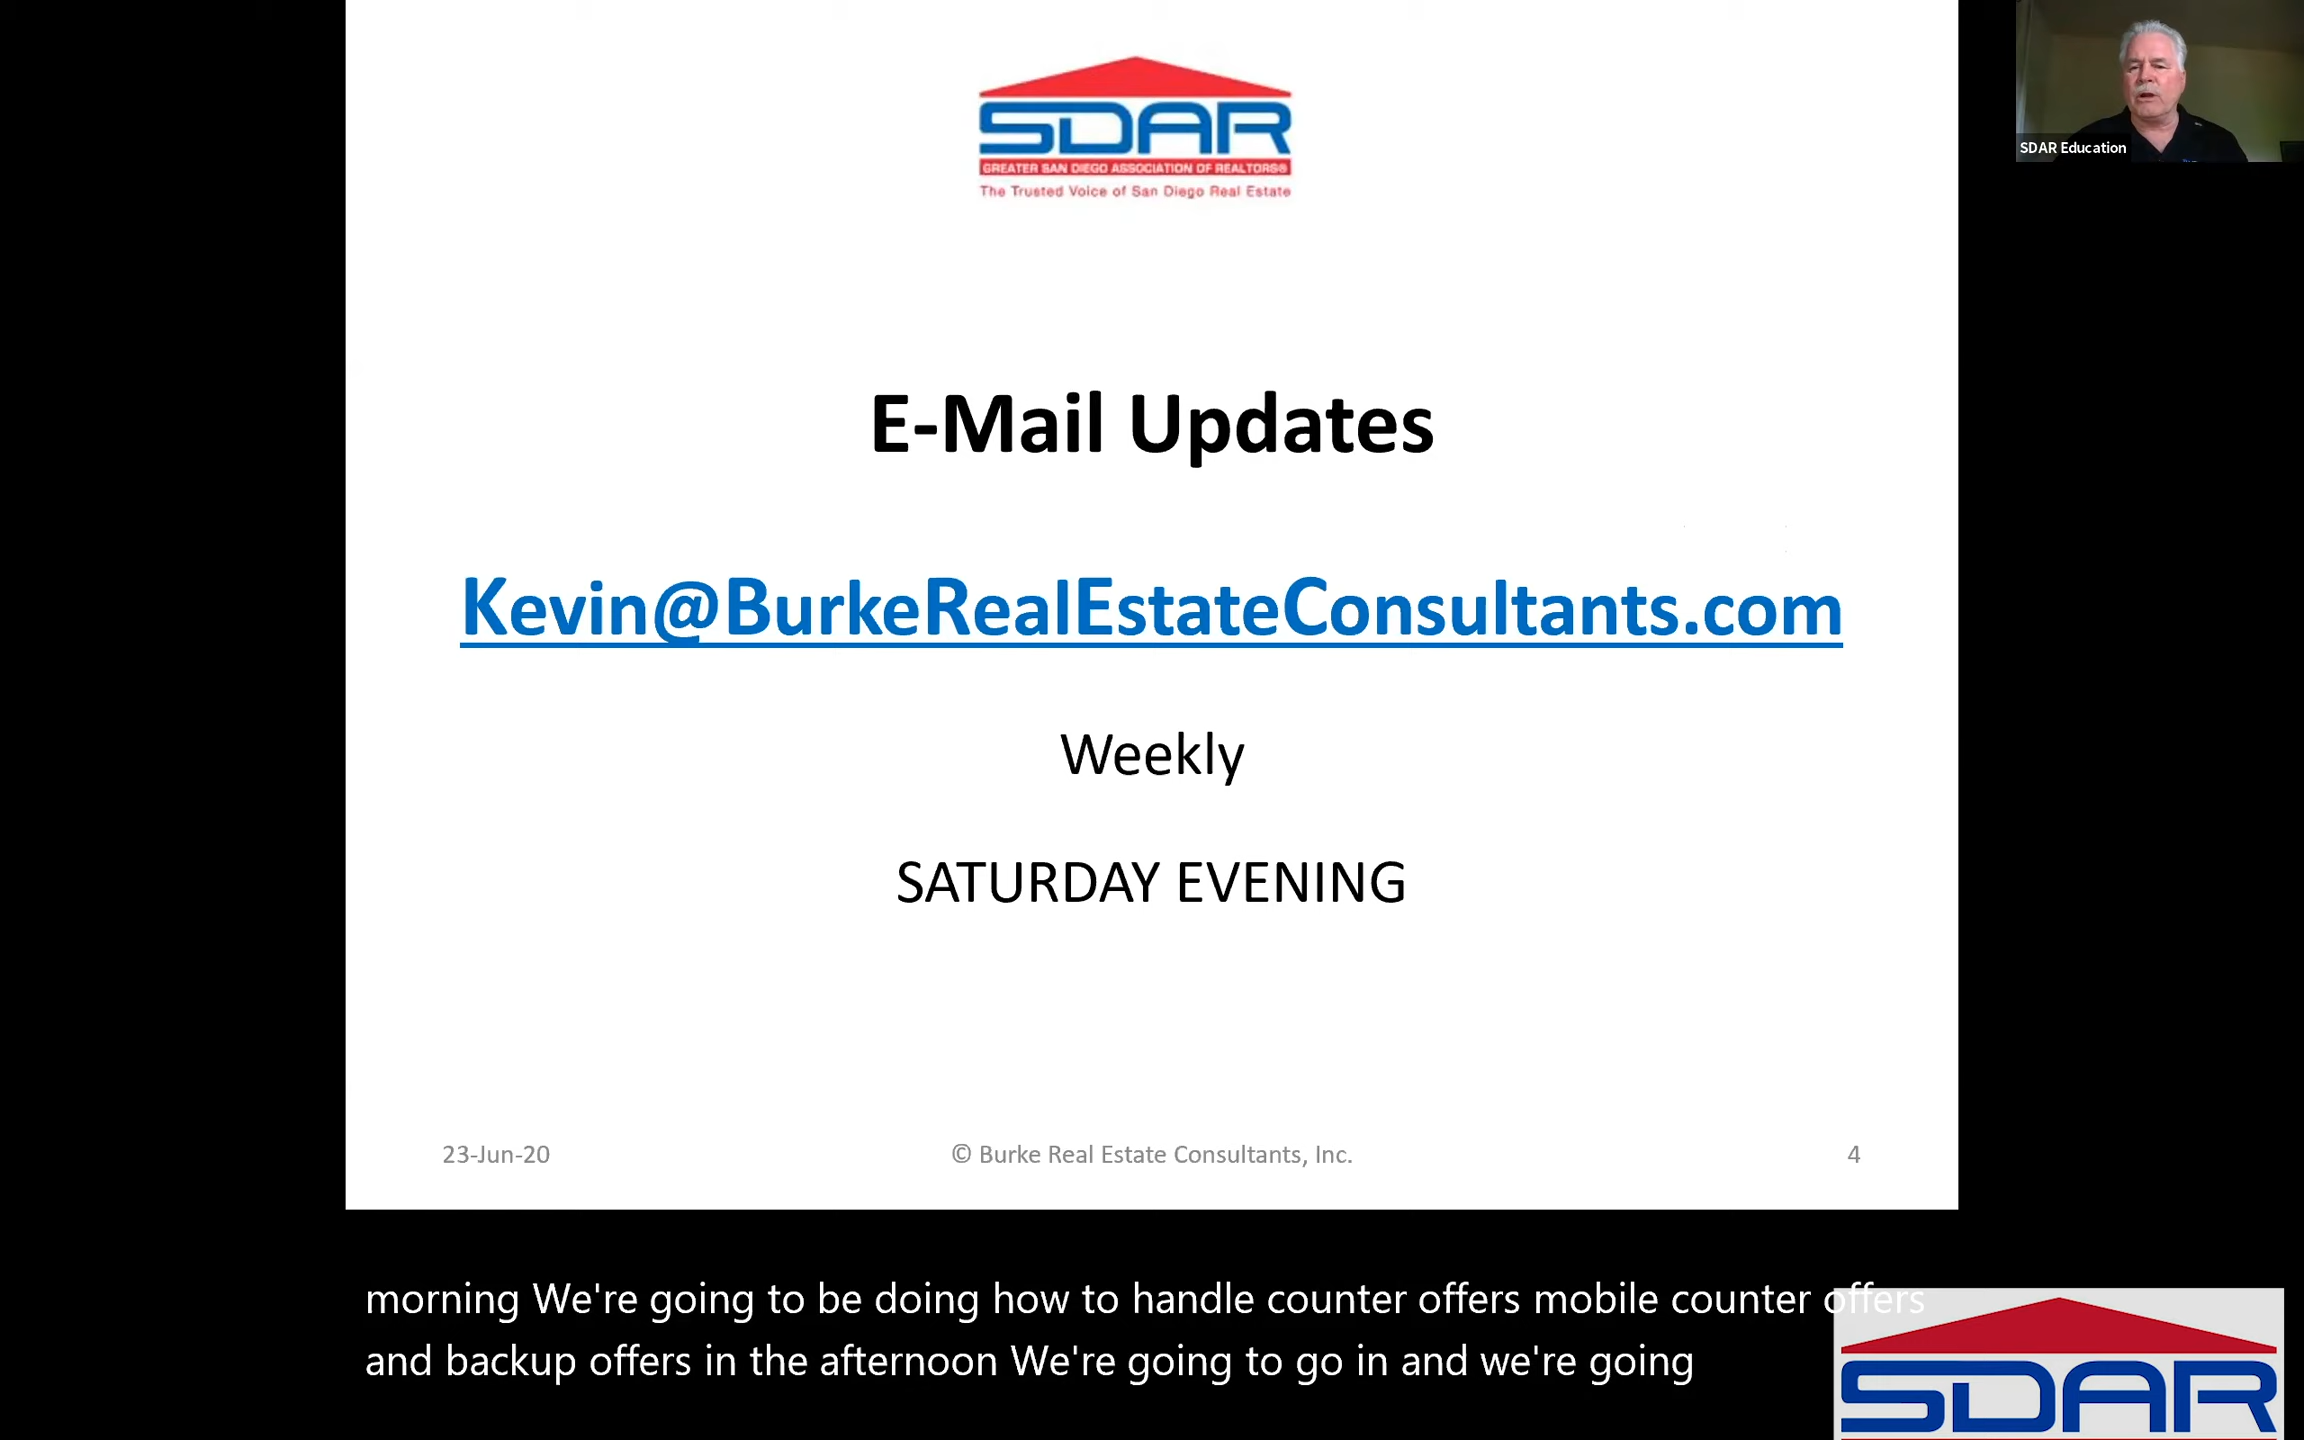 SDAR
GREATER SAN DIEGO ASSOCIATION OF REALTORS®
The Trusted Voice of San Diego Real Estate
SDAR Education
E-Mail Updates
Kevin@BurkeRealEstateConsultants.com
Weekly
SATURDAY EVENING
23-Jun-20
© Burke Real Estate Consultants, Inc.
4
morning We're going to be doing how to handle counter offers mobile counter offers
and backup offers in the afternoon We're going to go in and we're going
SDAR